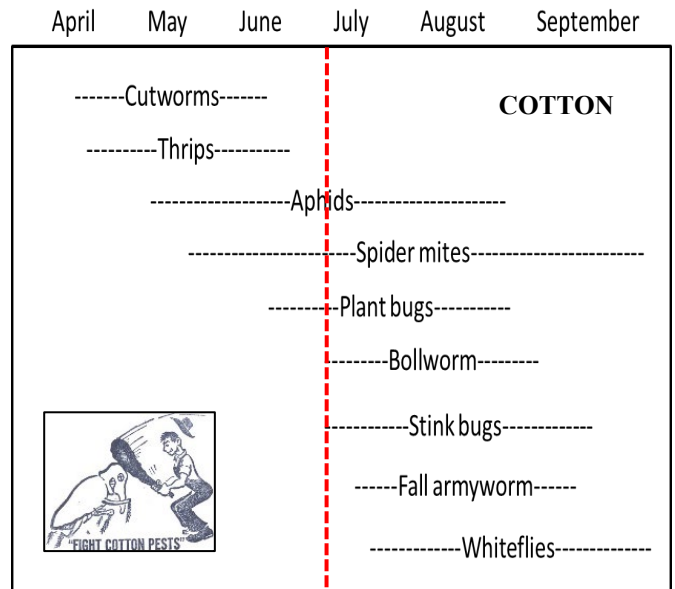 April May June July August September
-------Cutworms-------
COTTON
----------Thrips-----------
--------------------Aphids----------------------
------------------------Spider mites-------------------------
----------Plant bugs-----------
---------Bollworm---------
------------Stink bugs-------------
------Fall armyworm------
-------------Whiteflies--------------
"FIGHT COTTON PESTS"